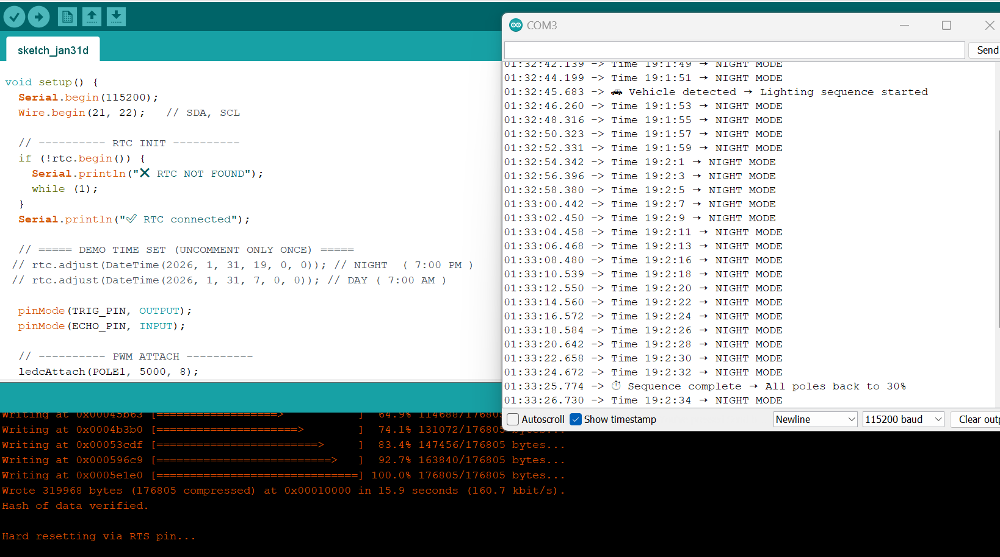 sketch_jan31d
void setup() {
Serial.begin(115200);
Wire.begin(21, 22);   // SDA, SCL
// ---------- RTC INIT ----------
if (!rtc.begin()) {
Serial.println("❌ RTC NOT FOUND");
while (1);
}
Serial.println("✅ RTC connected");
// ===== DEMO TIME SET (UNCOMMENT ONLY ONCE) =====
// rtc.adjust(DateTime(2026, 1, 31, 19, 0, 0)); // NIGHT  ( 7:00 PM )
// rtc.adjust(DateTime(2026, 1, 31, 7, 0, 0)); // DAY ( 7:00 AM )
pinMode(TRIG_PIN, OUTPUT);
pinMode(ECHO_PIN, INPUT);
// ---------- PWM ATTACH ----------
ledcAttach(POLE1, 5000, 8);
COM3
Send
01:32:42.139 -> Time 19:1:49 → NIGHT MODE
01:32:44.199 -> Time 19:1:51 → NIGHT MODE
01:32:45.683 -> 🚗 Vehicle detected → Lighting sequence started
01:32:46.260 -> Time 19:1:53 → NIGHT MODE
01:32:48.316 -> Time 19:1:55 → NIGHT MODE
01:32:50.323 -> Time 19:1:57 → NIGHT MODE
01:32:52.331 -> Time 19:1:59 → NIGHT MODE
01:32:54.342 -> Time 19:2:1 → NIGHT MODE
01:32:56.396 -> Time 19:2:3 → NIGHT MODE
01:32:58.380 -> Time 19:2:5 → NIGHT MODE
01:33:00.442 -> Time 19:2:7 → NIGHT MODE
01:33:02.450 -> Time 19:2:9 → NIGHT MODE
01:33:04.458 -> Time 19:2:11 → NIGHT MODE
01:33:06.468 -> Time 19:2:13 → NIGHT MODE
01:33:08.480 -> Time 19:2:16 → NIGHT MODE
01:33:10.539 -> Time 19:2:18 → NIGHT MODE
01:33:12.550 -> Time 19:2:20 → NIGHT MODE
01:33:14.560 -> Time 19:2:22 → NIGHT MODE
01:33:16.572 -> Time 19:2:24 → NIGHT MODE
01:33:18.584 -> Time 19:2:26 → NIGHT MODE
01:33:20.642 -> Time 19:2:28 → NIGHT MODE
01:33:22.658 -> Time 19:2:30 → NIGHT MODE
01:33:24.672 -> Time 19:2:32 → NIGHT MODE
01:33:25.774 -> ⏱ Sequence complete → All poles back to 30%
01:33:26.730 -> Time 19:2:34 → NIGHT MODE
Autoscroll
Show timestamp
Newline
115200 baud
Clear outp
Writing at 0x00045b63 [==================>           ]  64.9% 114688/176805
Writing at 0x0004b3b0 [=====================>        ]  74.1% 131072/176805 bytes...
Writing at 0x00053cdf [========================>     ]  83.4% 147456/176805 bytes...
Writing at 0x000596c9 [==========================>   ]  92.7% 163840/176805 bytes...
Writing at 0x0005e1e0 [==============================] 100.0% 176805/176805 bytes...
Wrote 319968 bytes (176805 compressed) at 0x00010000 in 15.9 seconds (160.7 kbit/s).
Hash of data verified.
Hard resetting via RTS pin...